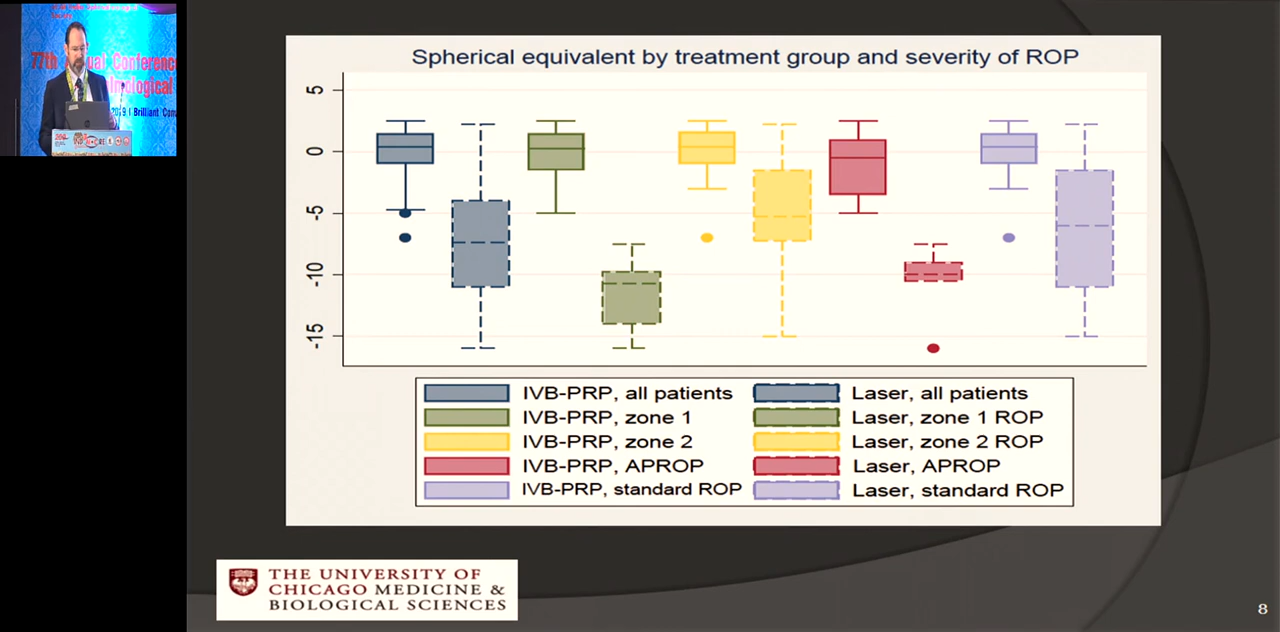 77th Annual Conference
2019 | Brilliant Con
Spherical equivalent by treatment group and severity of ROP
5
0
-5
-10
-15
IVB-PRP, all patients
Laser, all patients
IVB-PRP, zone 1
Laser, zone 1 ROP
IVB-PRP, zone 2
Laser, zone 2 ROP
IVB-PRP, APROP
Laser, APROP
IVB-PRP, standard ROP
Laser, standard ROP
THE UNIVERSITY OF
CHICAGO MEDICINE &
BIOLOGICAL SCIENCES
8